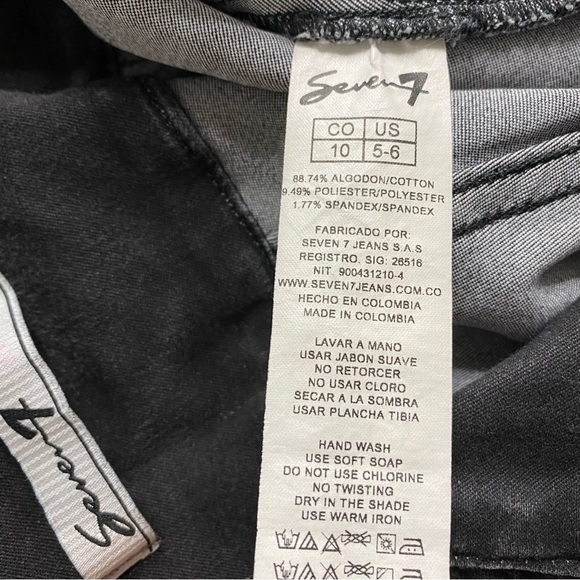 Seven7
CO US
10 5-6
88.74% ALGODON/COTTON
9.49% POLIESTER/POLYESTER
1.77% SPANDEX/SPANDEX
FABRICADO POR:
SEVEN 7 JEANS S.A.S
REGISTRO. SIG: 26516
NIT. 900431210-4
WWW.SEVEN7JEANS.COM.CO
HECHO EN COLOMBIA
MADE IN COLOMBIA
LAVAR A MANO
USAR JABON SUAVE
NO RETORCER
NO USAR CLORO
SECAR A LA SOMBRA
USAR PLANCHA TIBIA
HAND WASH
USE SOFT SOAP
DO NOT USE CHLORINE
NO TWISTING
DRY IN THE SHADE
USE WARM IRON
Seven7